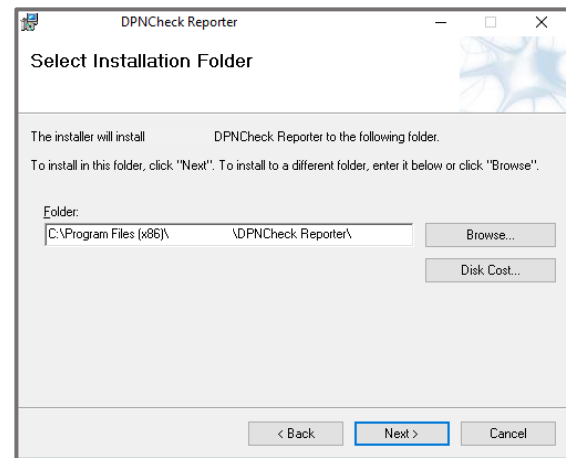 DPNCheck Reporter
Select Installation Folder
The installer will install DPNCheck Reporter to the following folder.
To install in this folder, click "Next". To install to a different folder, enter it below or click "Browse".
Folder:
C:\Program Files (x86)\ \DPNCheck Reporter\
Browse...
Disk Cost...
< Back
Next >
Cancel